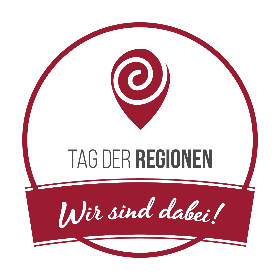 TAG DER REGIONEN
Wir sind dabei!